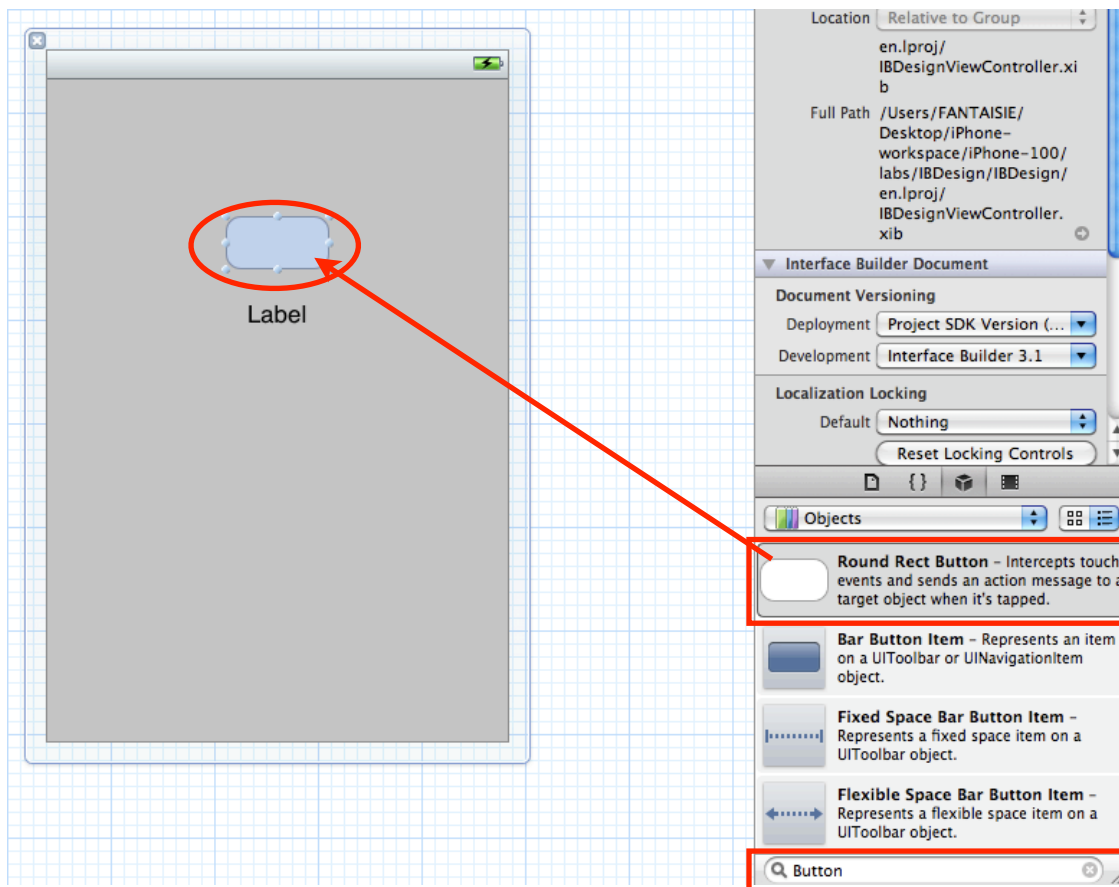 Label
Location Relative to Group
en.lproj/
IBDesignViewController.xi
b
Full Path /Users/FANTAISIE/
Desktop/iPhone-
workspace/iPhone-100/
labs/IBDesign/IBDesign/
en.lproj/
IBDesignViewController.
xib
Interface Builder Document
Document Versioning
Deployment Project SDK Version (...
Development Interface Builder 3.1
Localization Locking
Default Nothing
Reset Locking Controls
{}
Objects
Round Rect Button – Intercepts touch
events and sends an action message to a
target object when it's tapped.
Bar Button Item – Represents an item
on a UIToolbar or UINavigationItem
object.
Fixed Space Bar Button Item –
Represents a fixed space item on a
UIToolbar object.
Flexible Space Bar Button Item –
Represents a flexible space item on a
UIToolbar object.
Button